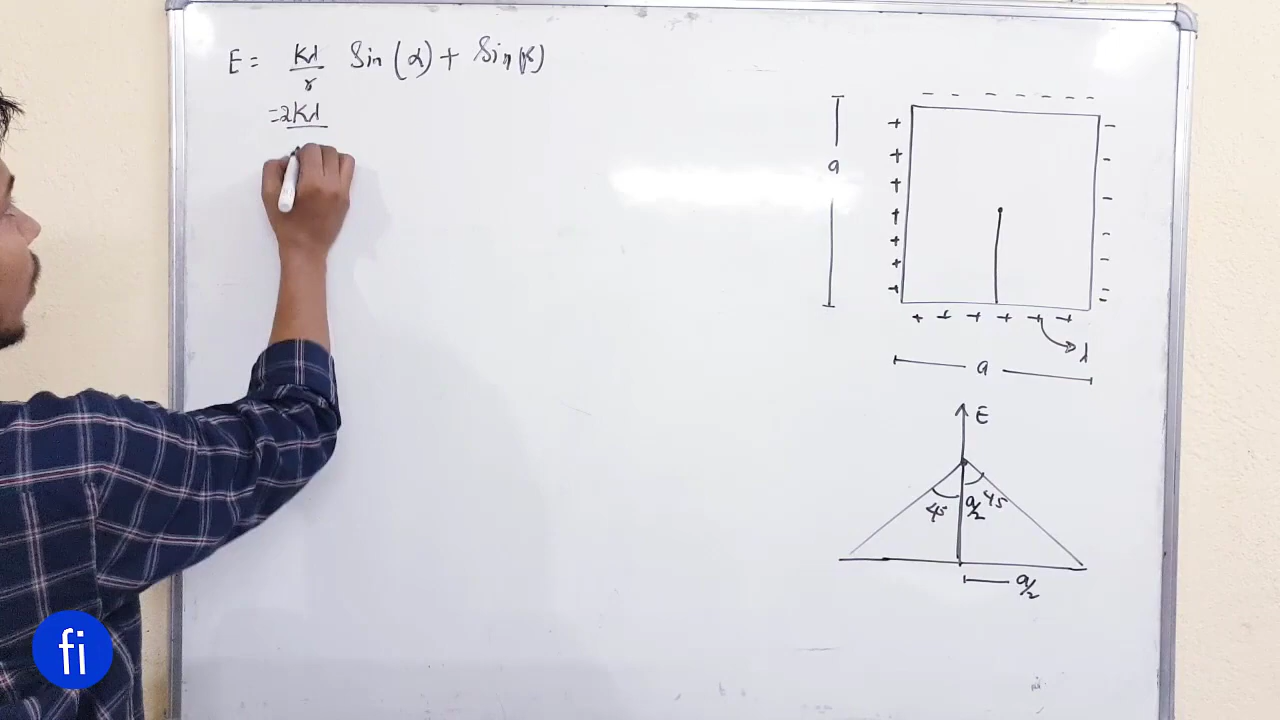 E = Kλ/r Sin (α) + Sin(β)
= 2Kλ
- - - - - - -
a
+ + + + + + +
- - - - - - -
+ + + + + +
λ
a
E
45 a/2 45
a/2
fi